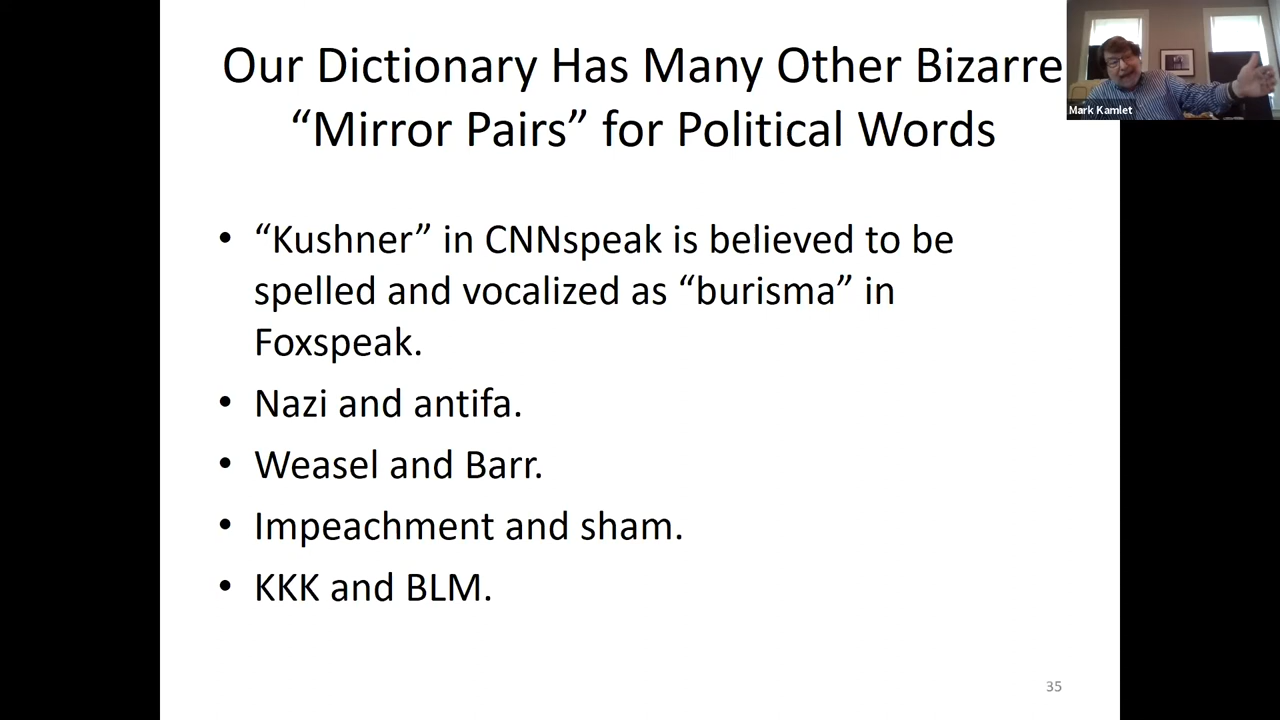 Our Dictionary Has Many Other Bizarre
“Mirror Pairs” for Political Words
Mark Kamlet
• “Kushner” in CNNspeak is believed to be
spelled and vocalized as “burisma” in
Foxspeak.
• Nazi and antifa.
• Weasel and Barr.
• Impeachment and sham.
• KKK and BLM.
35